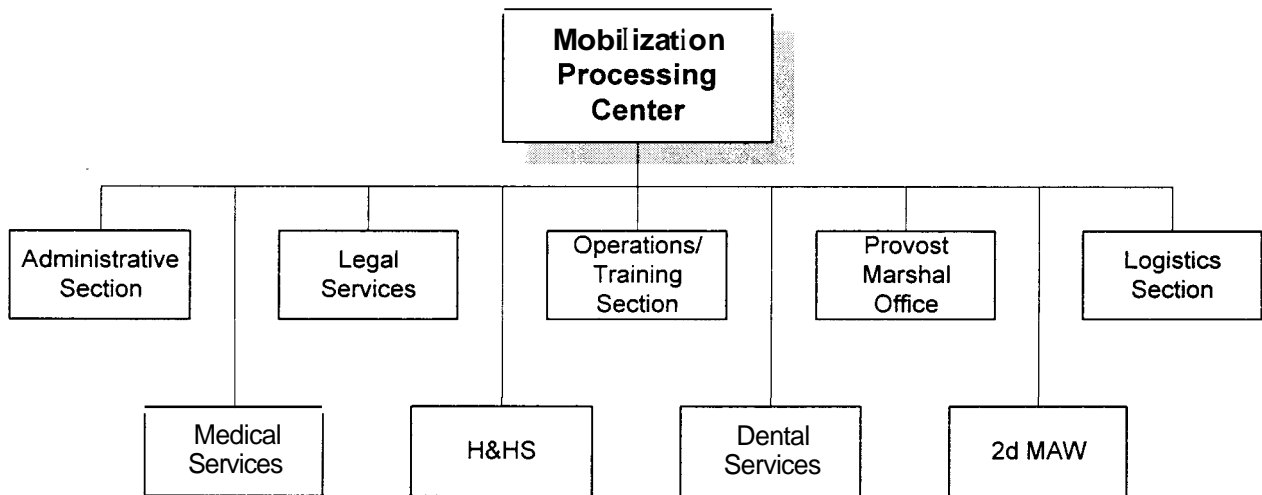 Mobilization
Processing
Center
Administrative
Section
Legal
Services
Operations/
Training
Section
Provost
Marshal
Office
Logistics
Section
Medical
Services
H&HS
Dental
Services
2d MAW